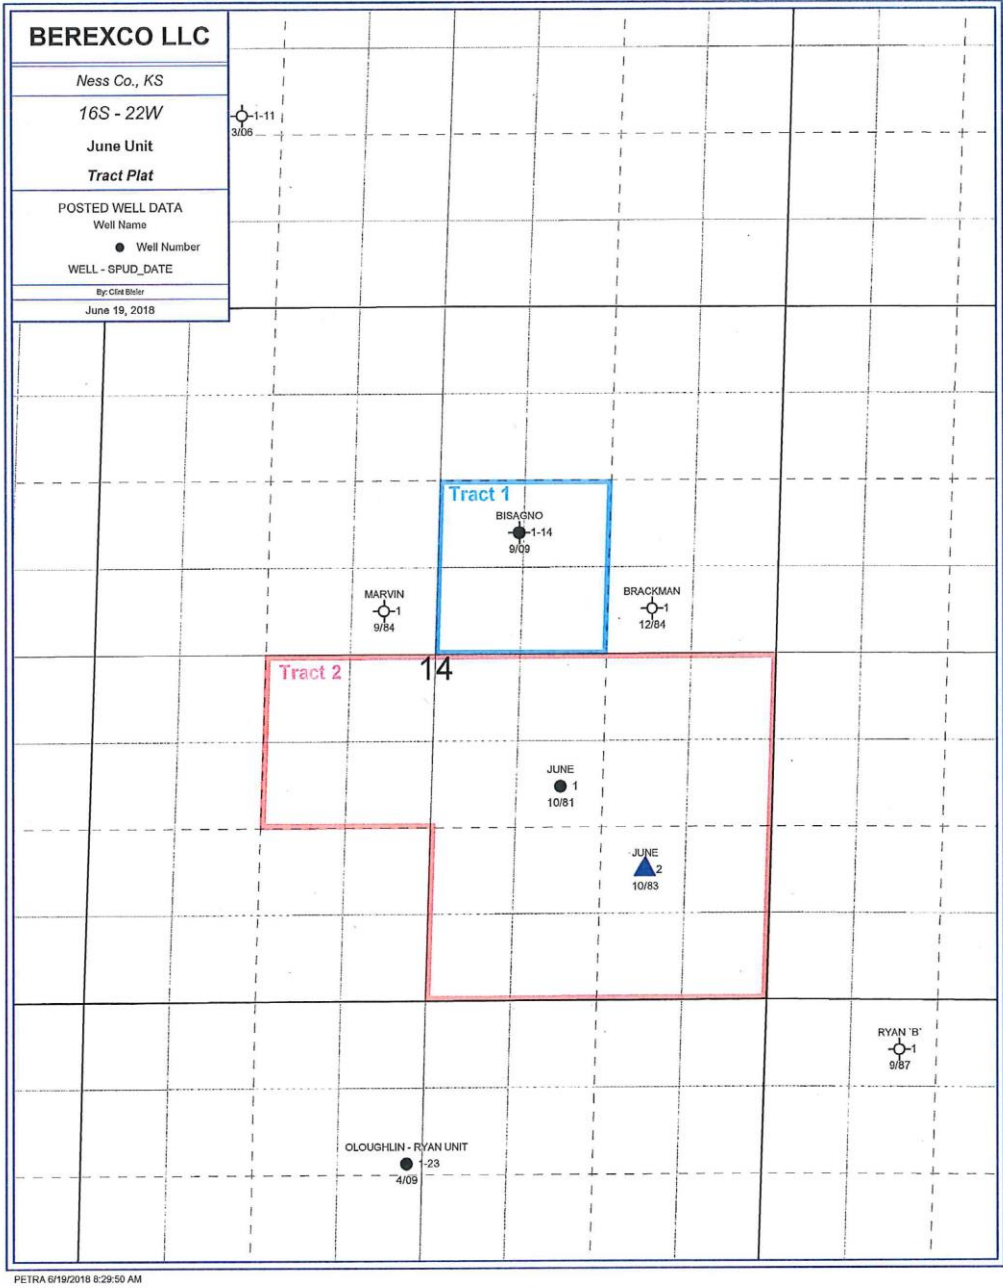 BEREXCO LLC
Ness Co., KS
16S - 22W
June Unit
Tract Plat
POSTED WELL DATA
Well Name
Well Number
WELL - SPUD_DATE
By: Clint
June 19, 2018
1-11
3/06
Tract 1
BISAGNO
1-14
9/09
MARVIN
1
9/84
BRACKMAN
1
12/84
Tract 2
14
JUNE
1
10/81
JUNE
2
10/83
RYAN 'B'
1
9/87
OLOUGHLIN - RYAN UNIT
1-23
4/09
PETRA 6/19/2018 8:29:50 AM